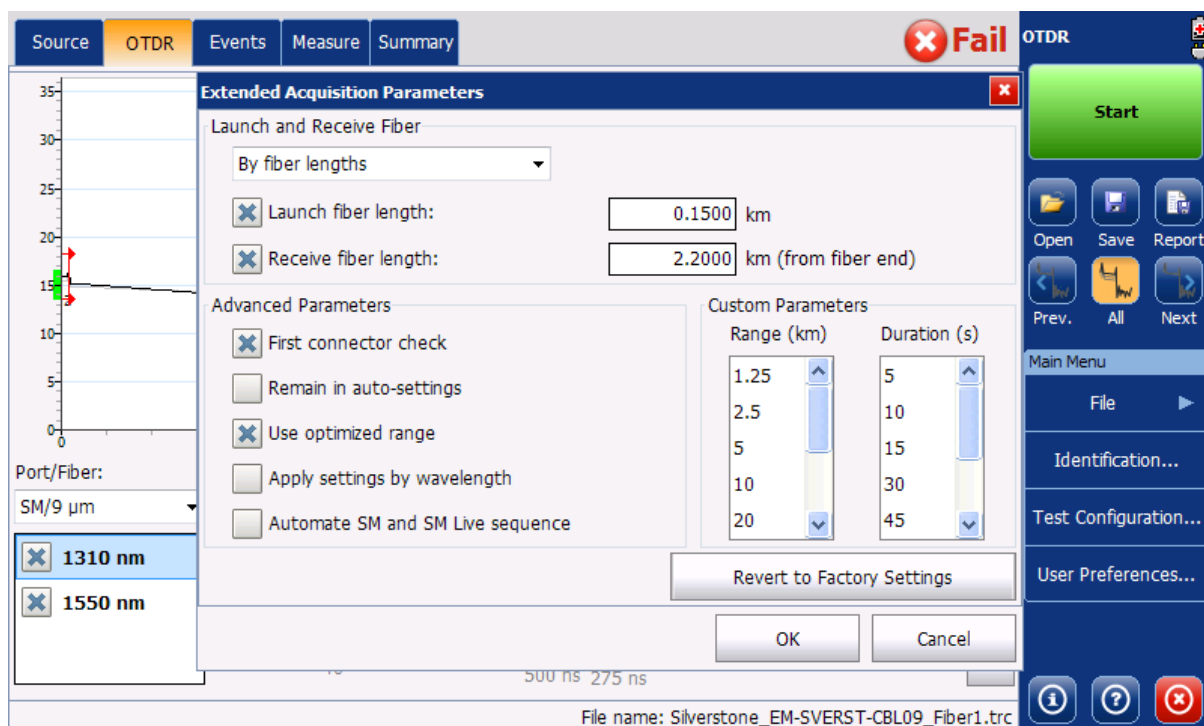 Source OTDR Events Measure Summary Fail OTDR
Extended Acquisition Parameters
Launch and Receive Fiber
By fiber lengths
Launch fiber length: 0.1500 km
Receive fiber length: 2.2000 km (from fiber end)
Advanced Parameters
First connector check
Remain in auto-settings
Use optimized range
Apply settings by wavelength
Automate SM and SM Live sequence
Custom Parameters
Range (km) Duration (s)
1.25 5
2.5 10
5 15
10 30
20 45
Revert to Factory Settings
OK Cancel
35
30
25
20
15
10
5
0
0
Port/Fiber:
SM/9 µm
1310 nm
1550 nm
500 ns 275 ns
File name: Silverstone_EM-SVERST-CBL09_Fiber1.trc
Start
Open Save Report
Prev. All Next
Main Menu
File
Identification...
Test Configuration...
User Preferences...